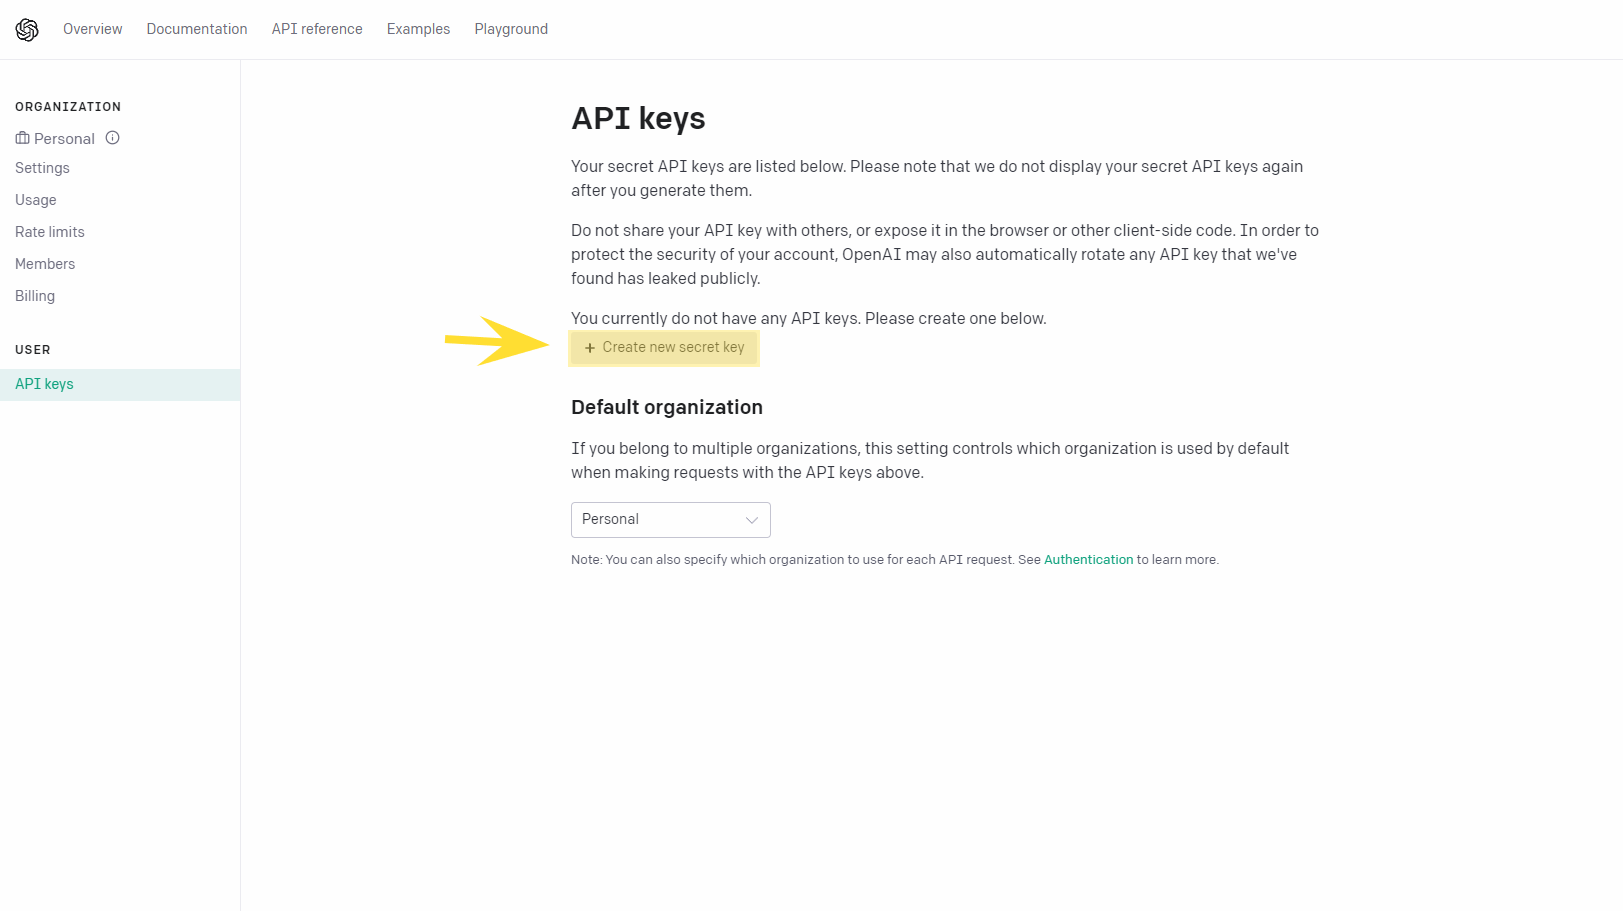 Overview Documentation API reference Examples Playground
ORGANIZATION
Personal
Settings
Usage
Rate limits
Members
Billing
USER
API keys
API keys
Your secret API keys are listed below. Please note that we do not display your secret API keys again
after you generate them.
Do not share your API key with others, or expose it in the browser or other client-side code. In order to
protect the security of your account, OpenAI may also automatically rotate any API key that we've
found has leaked publicly.
You currently do not have any API keys. Please create one below.
+ Create new secret key
Default organization
If you belong to multiple organizations, this setting controls which organization is used by default
when making requests with the API keys above.
Personal
Note: You can also specify which organization to use for each API request. See Authentication to learn more.